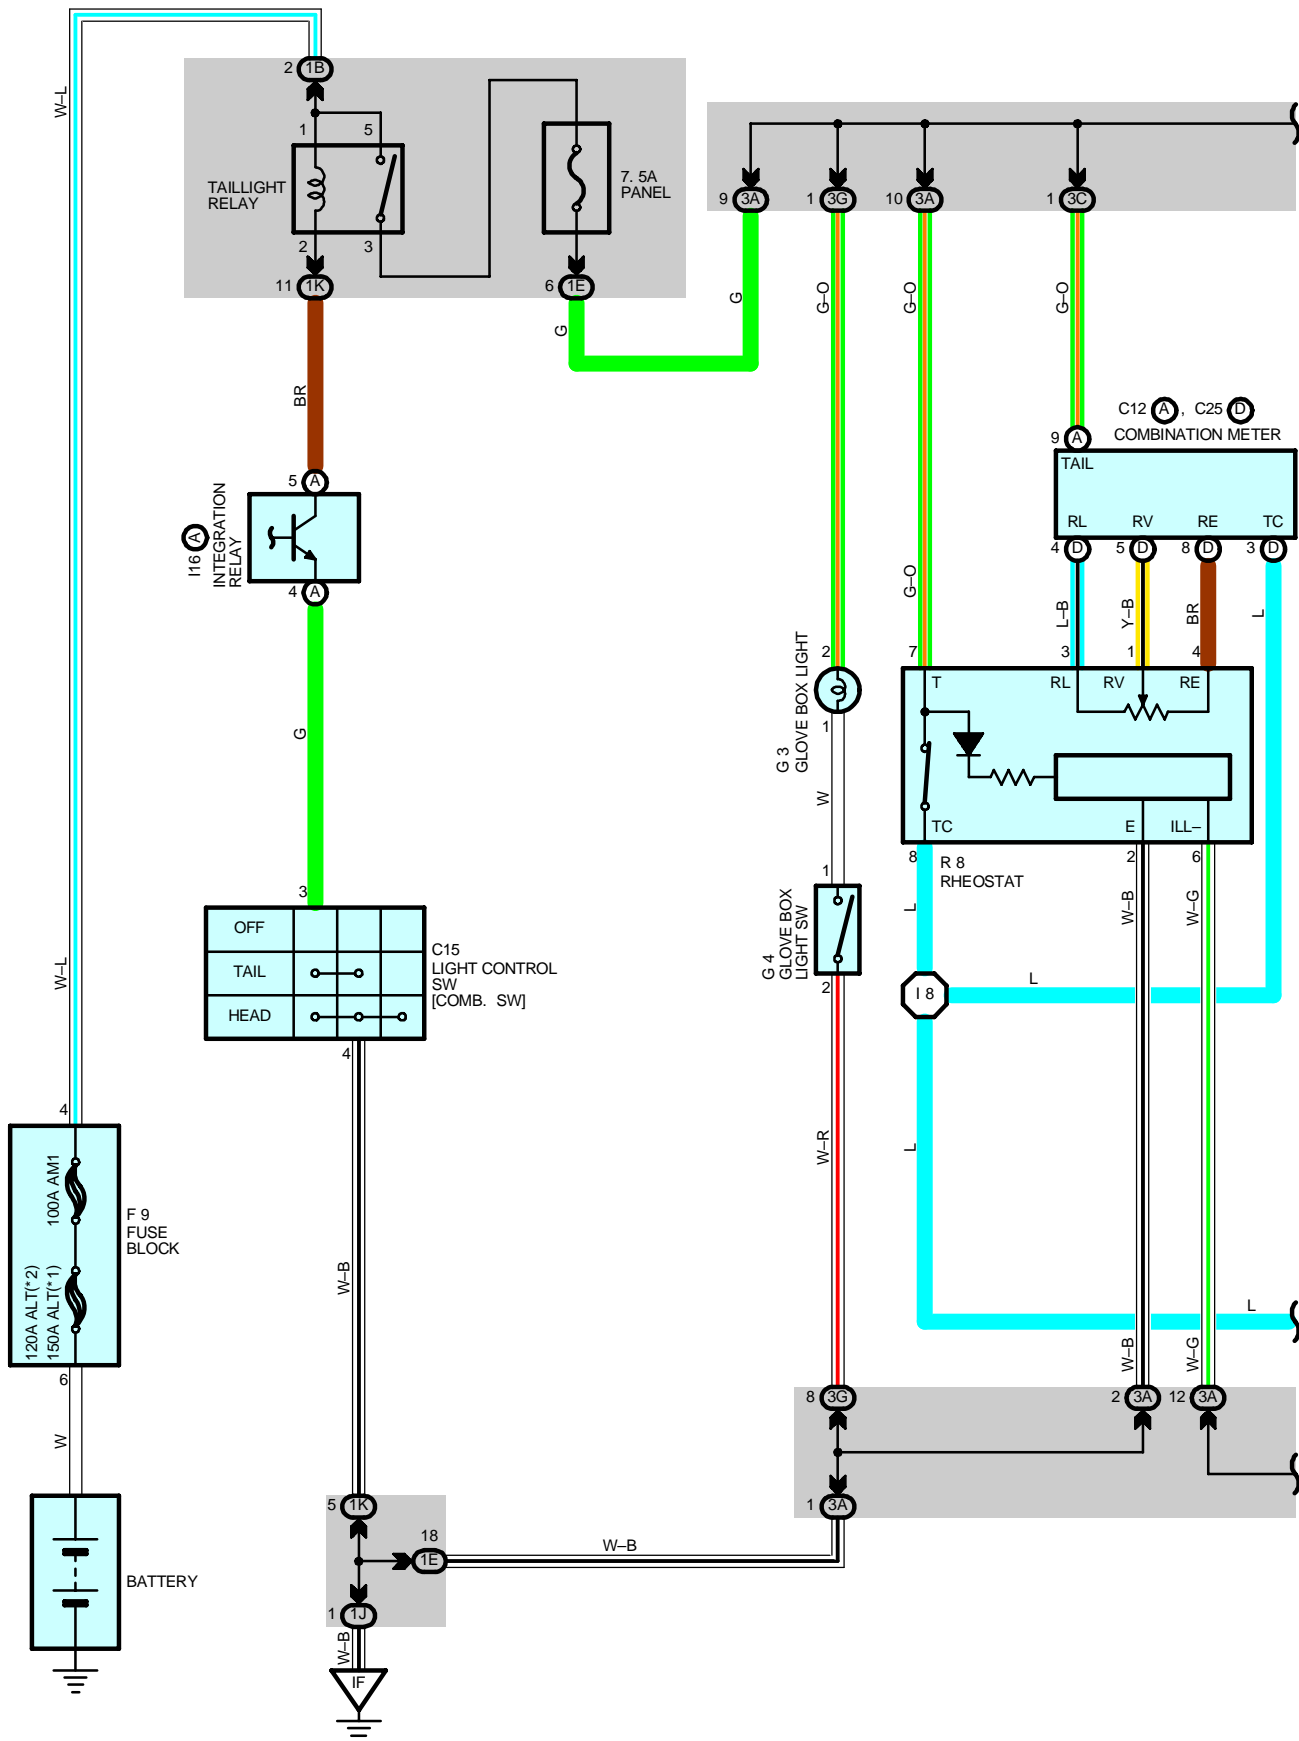 2 1B
W–L
1 5
TAILLIGHT
RELAY
2 3
11 1K
7. 5A
PANEL
6 1E
9 3A
1 3G
10 3A
1 3C
G
G
G–O
G–O
G–O
BR
C12 A , C25 D
COMBINATION METER
9 A
TAIL
RL RV RE TC
4 D
5 D
8 D
3 D
5 A
I16 A
INTEGRATION
RELAY
4 A
G–O
L–B
Y–B
BR
L
2
7
3
1
4
G 3
GLOVE BOX LIGHT
1
T RL RV RE
G
W
TC E ILL–
8
2
6
R 8
RHEOSTAT
1
3
OFF
TAIL
HEAD
C15
LIGHT CONTROL
SW
[COMB. SW]
4
G 4
GLOVE BOX
LIGHT SW
2
L
W–B
W–G
I 8
L
W–L
4
100A AM1
120A ALT(*2)
150A ALT(*1)
F 9
FUSE
BLOCK
6
W–R
L
W–B
L
W–B
W–G
W
8 3G
2 3A
12 3A
1 3A
5 1K
18
1E
W–B
1 1J
W–B
IF
BATTERY